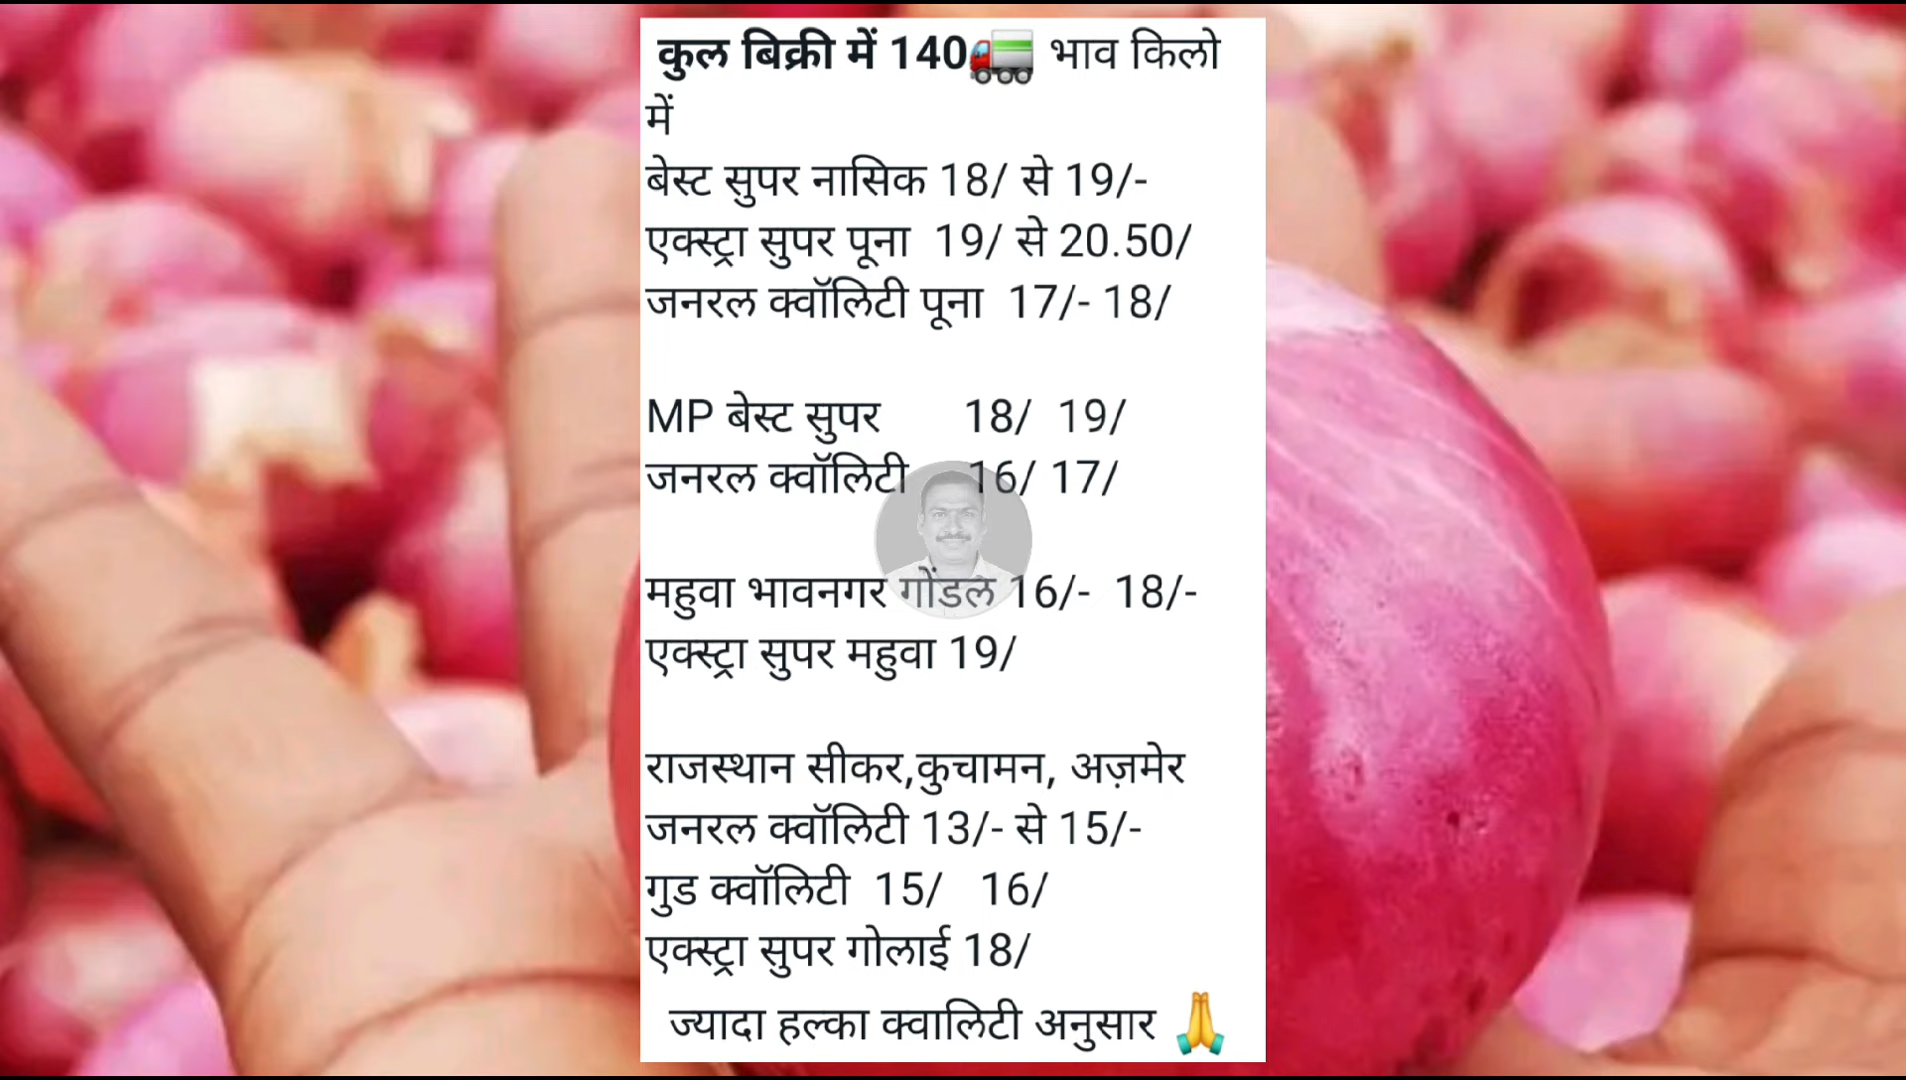 कुल बिक्री में 140🚛 भाव किलो
में
बेस्ट सुपर नासिक 18/ से 19/-
एक्स्ट्रा सुपर पूना 19/ से 20.50/
जनरल क्वॉलिटी पूना 17/- 18/
MP बेस्ट सुपर 18/ 19/
जनरल क्वॉलिटी 16/ 17/
महुवा भावनगर गोंडल 16/- 18/-
एक्स्ट्रा सुपर महुवा 19/
राजस्थान सीकर,कुचामन, अज़मेर
जनरल क्वॉलिटी 13/- से 15/-
गुड क्वॉलिटी 15/ 16/
एक्स्ट्रा सुपर गोलाई 18/
ज्यादा हल्का क्वालिटी अनुसार 🙏